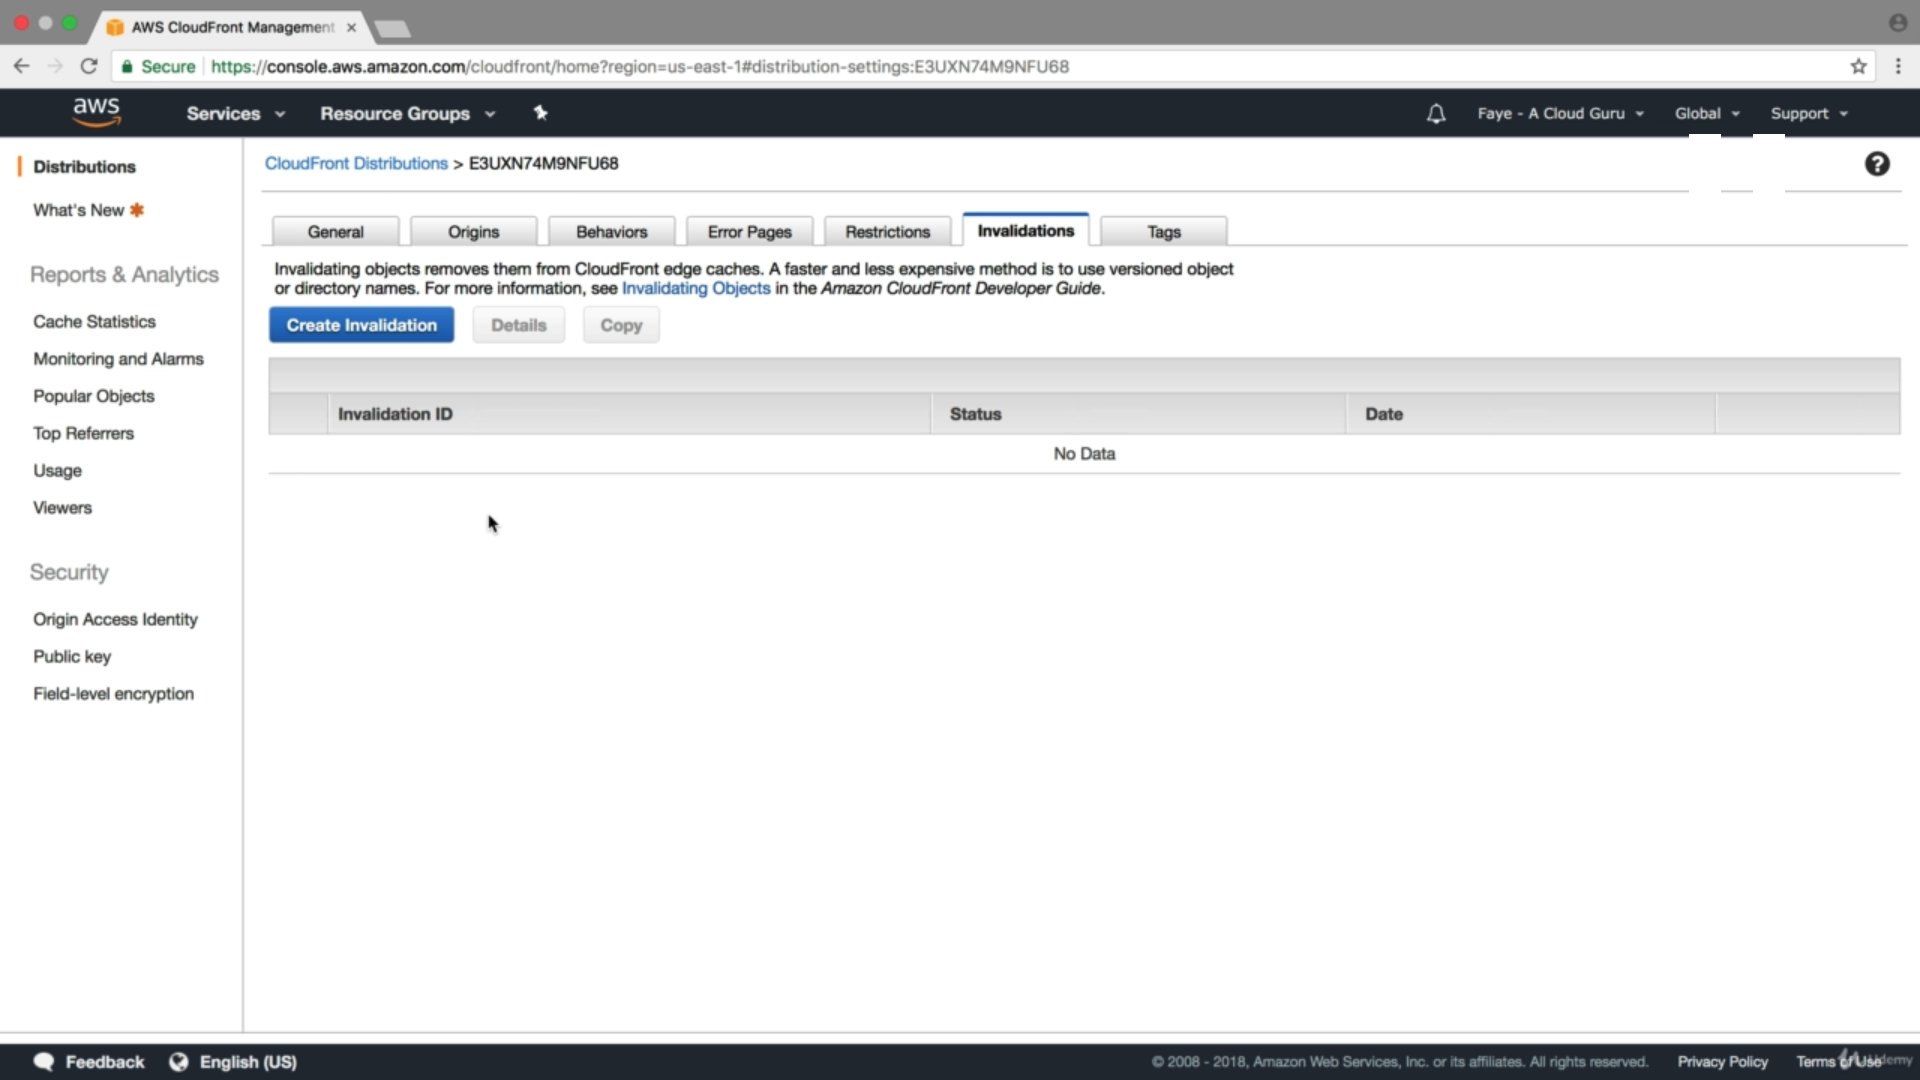 AWS CloudFront Management
Secure https://console.aws.amazon.com/cloudfront/home?region=us-east-1#distribution-settings:E3UXN74M9NFU68
aws Services Resource Groups Faye - A Cloud Guru Global Support
Distributions
What's New
Reports & Analytics
Cache Statistics
Monitoring and Alarms
Popular Objects
Top Referrers
Usage
Viewers
Security
Origin Access Identity
Public key
Field-level encryption
CloudFront Distributions > E3UXN74M9NFU68
General Origins Behaviors Error Pages Restrictions Invalidations Tags
Invalidating objects removes them from CloudFront edge caches. A faster and less expensive method is to use versioned object
or directory names. For more information, see Invalidating Objects in the Amazon CloudFront Developer Guide.
Create Invalidation Details Copy
Invalidation ID Status Date
No Data
Feedback English (US) © 2008 - 2018, Amazon Web Services, Inc. or its affiliates. All rights reserved. Privacy Policy Terms of Use
Udemy